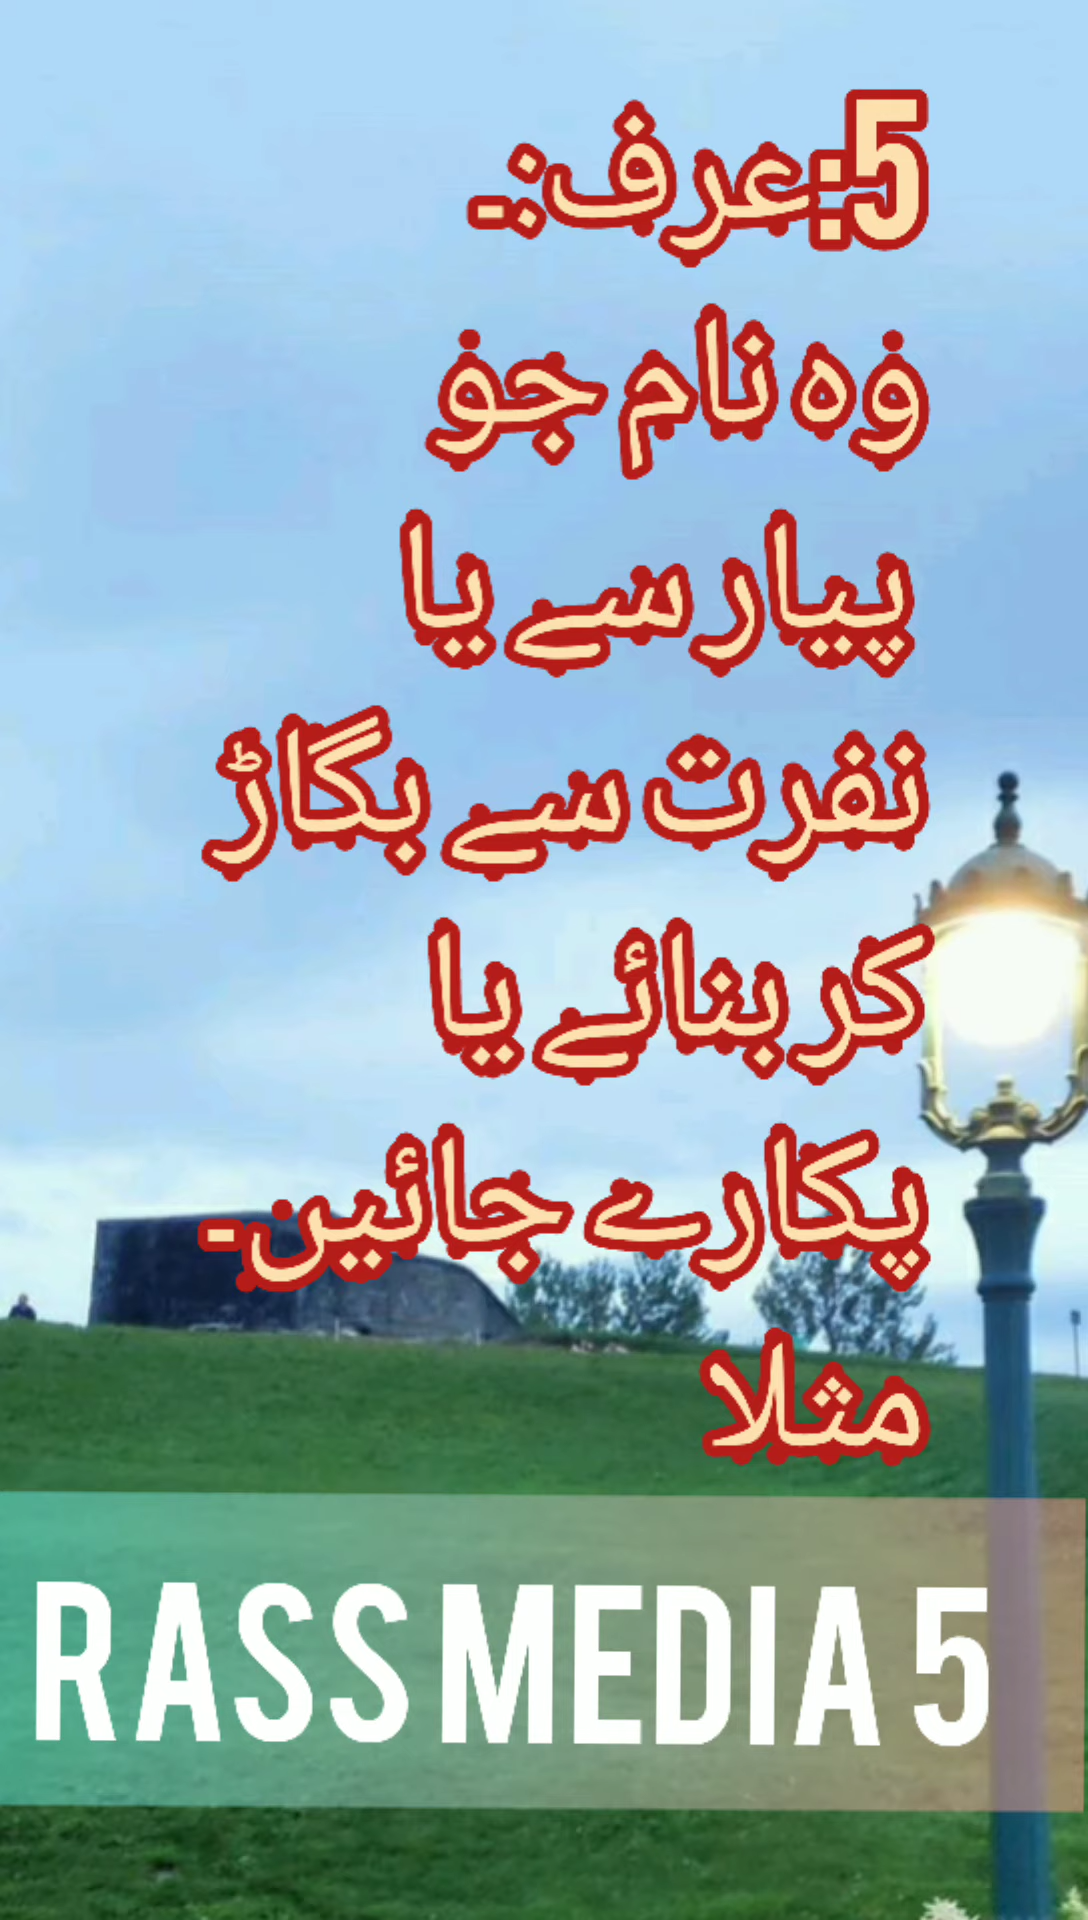 5:عرف:-
وہ نام جو
پیار سے یا
نفرت سے بگاڑ
کر بنائے یا
پکارے جائیں-
مثلا
RASS MEDIA 5